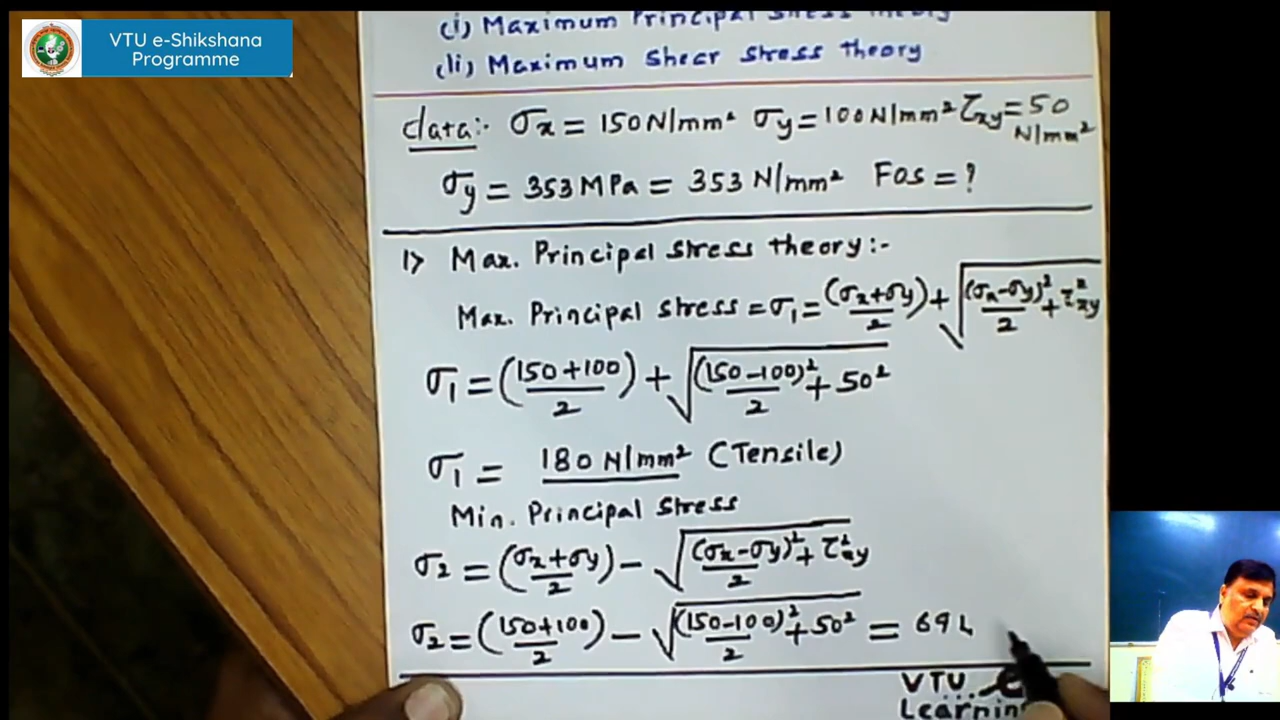 VTU e-Shikshana
Programme
(i) Maximum Principal Stress theory
(ii) Maximum Shear stress theory
data:- σx = 150 N/mm² σy = 100 N/mm² τxy = 50
N/mm²
σy = 353 MPa = 353 N/mm² FOS = ?
1> Max. Principal Stress theory:-
Max. Principal stress = σ1 = (σx+σy)/2 + √((σx-σy)²/2 + τ²xy)
σ1 = (150+100)/2 + √((150-100)²/2 + 50²)
σ1 = 180 N/mm² (Tensile)
Min. Principal Stress
σ2 = (σx+σy)/2 - √((σx-σy)²/2 + τ²xy)
σ2 = (150+100)/2 - √((150-100)²/2 + 50²) = 69
VTU
Learnin